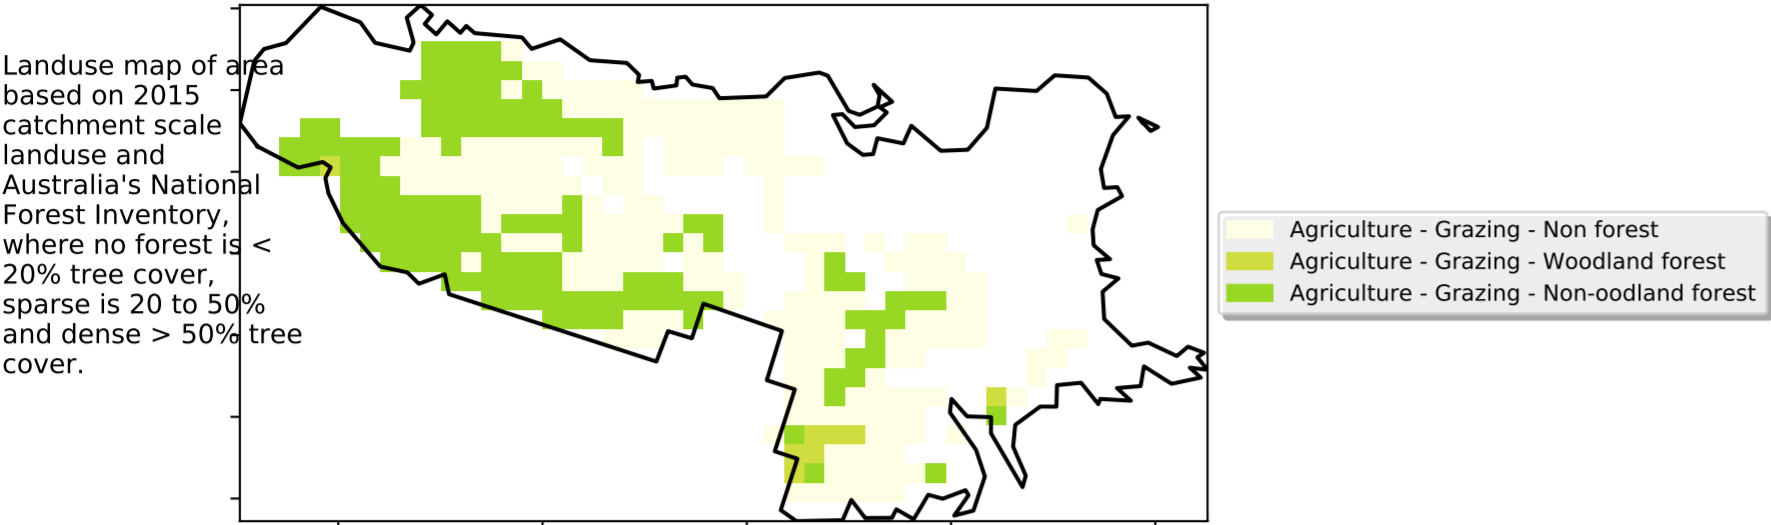 Landuse map of area
based on 2015
catchment scale
landuse and
Australia's National
Forest Inventory,
where no forest is <
20% tree cover,
sparse is 20 to 50%
and dense > 50% tree
cover.
Agriculture - Grazing - Non forest
Agriculture - Grazing - Woodland forest
Agriculture - Grazing - Non-oodland forest